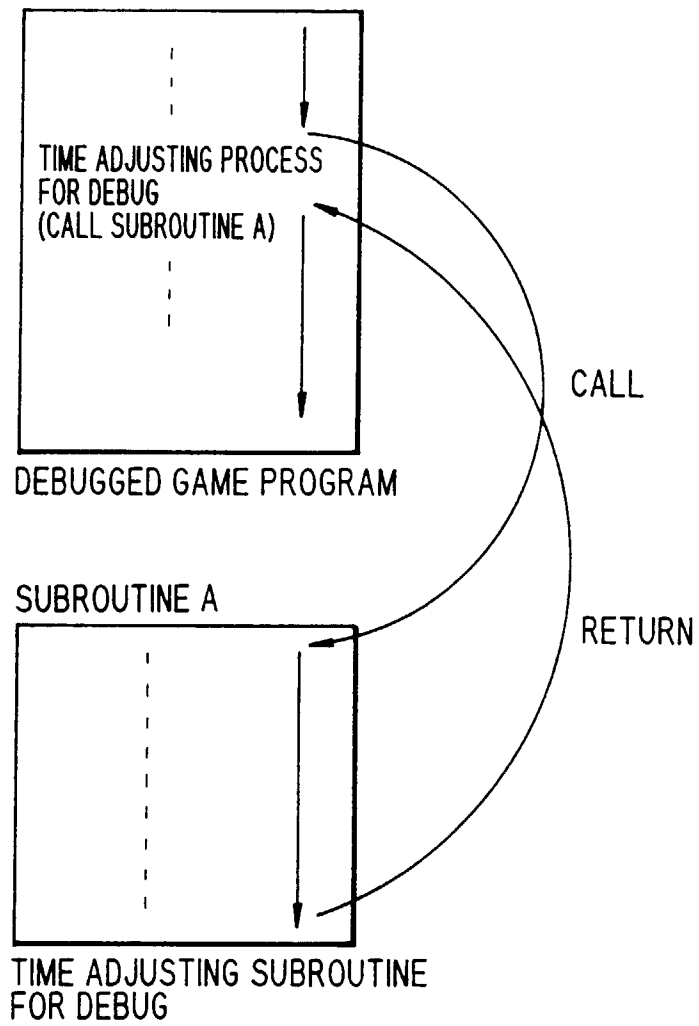 TIME ADJUSTING PROCESS
FOR DEBUG
(CALL SUBROUTINE A)
CALL
DEBUGGED GAME PROGRAM
SUBROUTINE A
RETURN
TIME ADJUSTING SUBROUTINE
FOR DEBUG